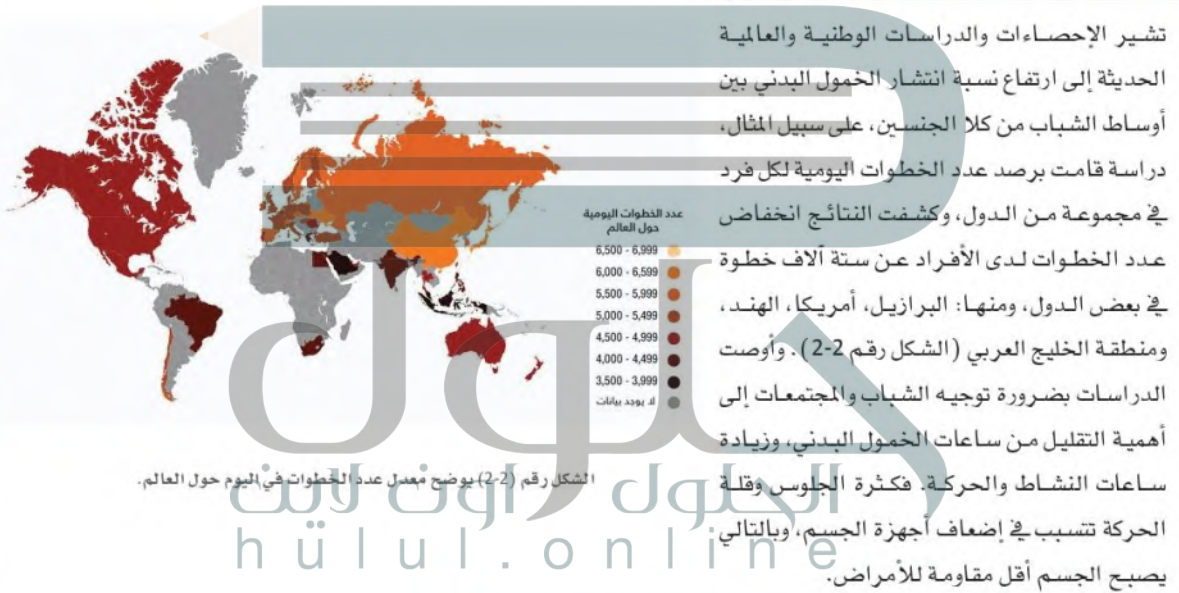 تشير الإحصاءات والدراسات الوطنية والعالمية
الحديثة إلى ارتفاع نسبة انتشار الخمول البدني بين
أوساط الشباب من كلا الجنسين، على سبيل المثال،
دراسة قامت برصد عدد الخطوات اليومية لكل فرد
في مجموعة من الدول، وكشفت النتائج انخفاض
عدد الخطوات لدى الأفراد عن ستة آلاف خطوة
في بعض الدول، ومنها: البرازيل، أمريكا، الهند،
ومنطقة الخليج العربي (الشكل رقم 2-2). وأوصت
الدراسات بضرورة توجيه الشباب والمجتمعات إلى
أهمية التقليل من ساعات الخمول البدني، وزيادة
ساعات النشاط والحركة. فكثرة الجلوس وقلة
الحركة تتسبب في إضعاف أجهزة الجسم، وبالتالي
يصبح الجسم أقل مقاومة للأمراض.
عدد الخطوات اليومية
حول العالم
6,500 - 6,999
6,000 - 6,599
5,500 - 5,999
5,000 - 5,499
4,500 - 4,999
4,000 - 4,499
3,500 - 3,999
لا يوجد بيانات
الشكل رقم (2-2) يوضح معدل عدد الخطوات في اليوم حول العالم.
حلول
الحلول اون لاين
hülul.online